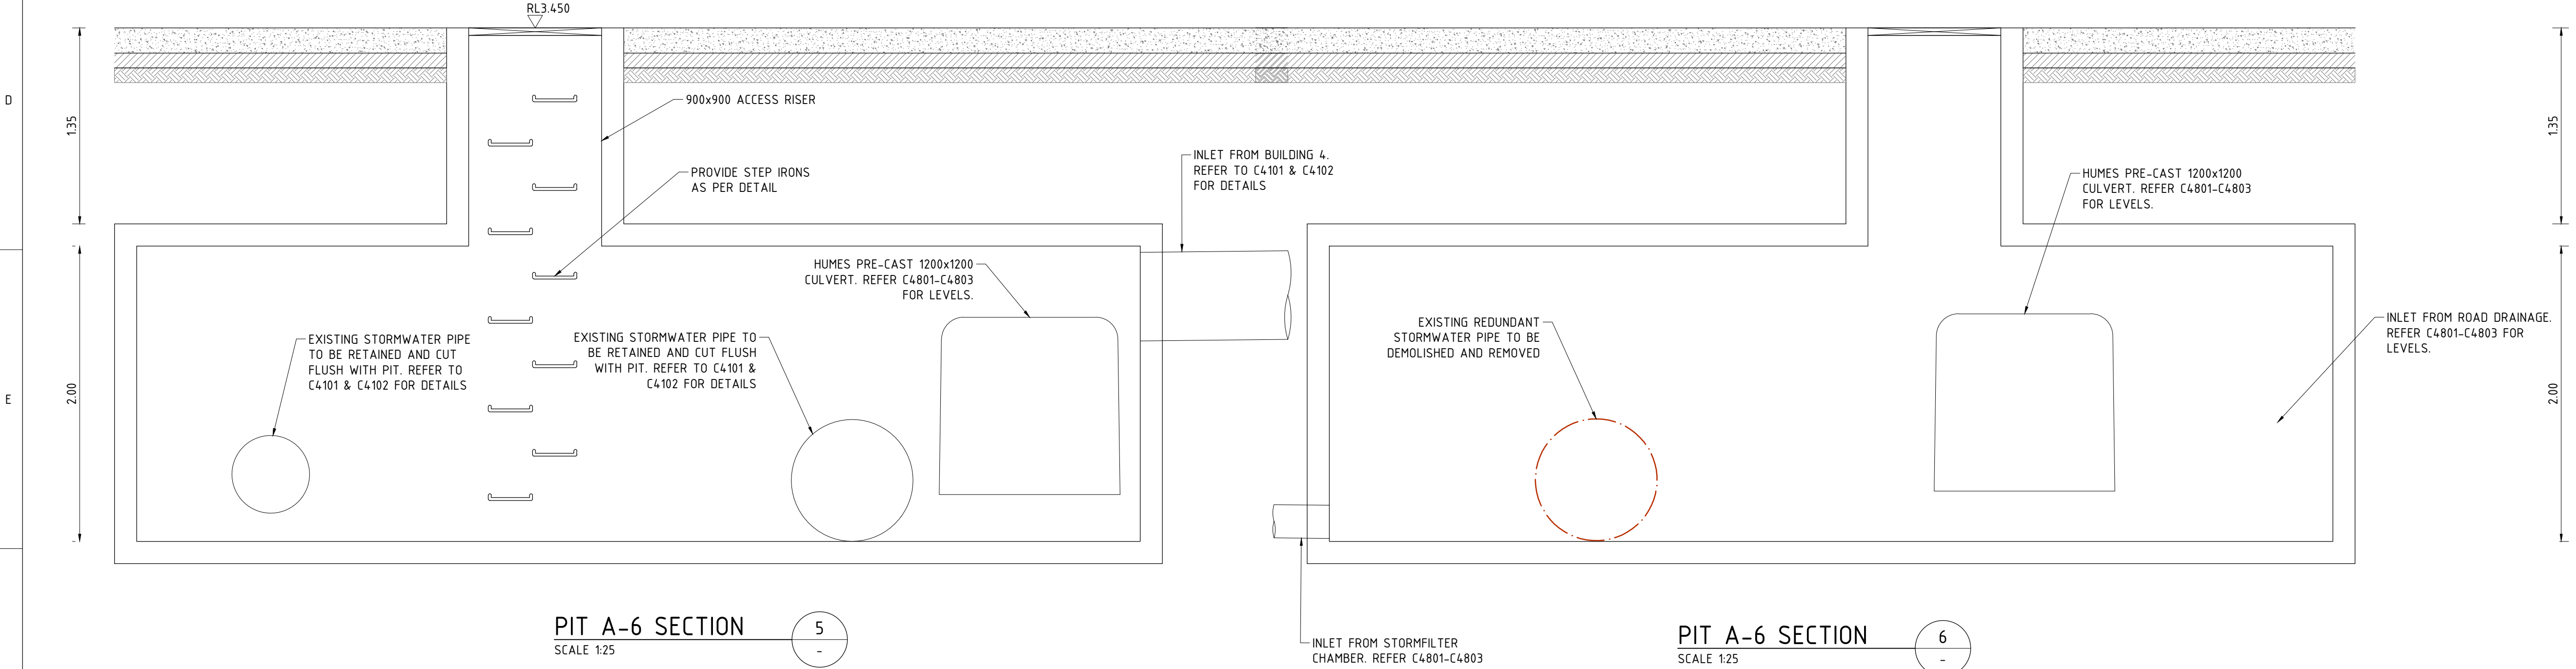 RL3.450
D
1.35
900x900 ACCESS RISER
PROVIDE STEP IRONS
AS PER DETAIL
INLET FROM BUILDING 4.
REFER TO C4101 & C4102
FOR DETAILS
HUMES PRE-CAST 1200x1200
CULVERT. REFER C4801-C4803
FOR LEVELS.
1.35
E
2.00
EXISTING STORMWATER PIPE
TO BE RETAINED AND CUT
FLUSH WITH PIT. REFER TO
C4101 & C4102 FOR DETAILS
EXISTING STORMWATER PIPE TO
BE RETAINED AND CUT FLUSH
WITH PIT. REFER TO C4101 &
C4102 FOR DETAILS
HUMES PRE-CAST 1200x1200
CULVERT. REFER C4801-C4803
FOR LEVELS.
EXISTING REDUNDANT
STORMWATER PIPE TO BE
DEMOLISHED AND REMOVED
INLET FROM ROAD DRAINAGE.
REFER C4801-C4803 FOR
LEVELS.
2.00
PIT A-6 SECTION
SCALE 1:25
5
-
INLET FROM STORMFILTER
CHAMBER. REFER C4801-C4803
PIT A-6 SECTION
SCALE 1:25
6
-